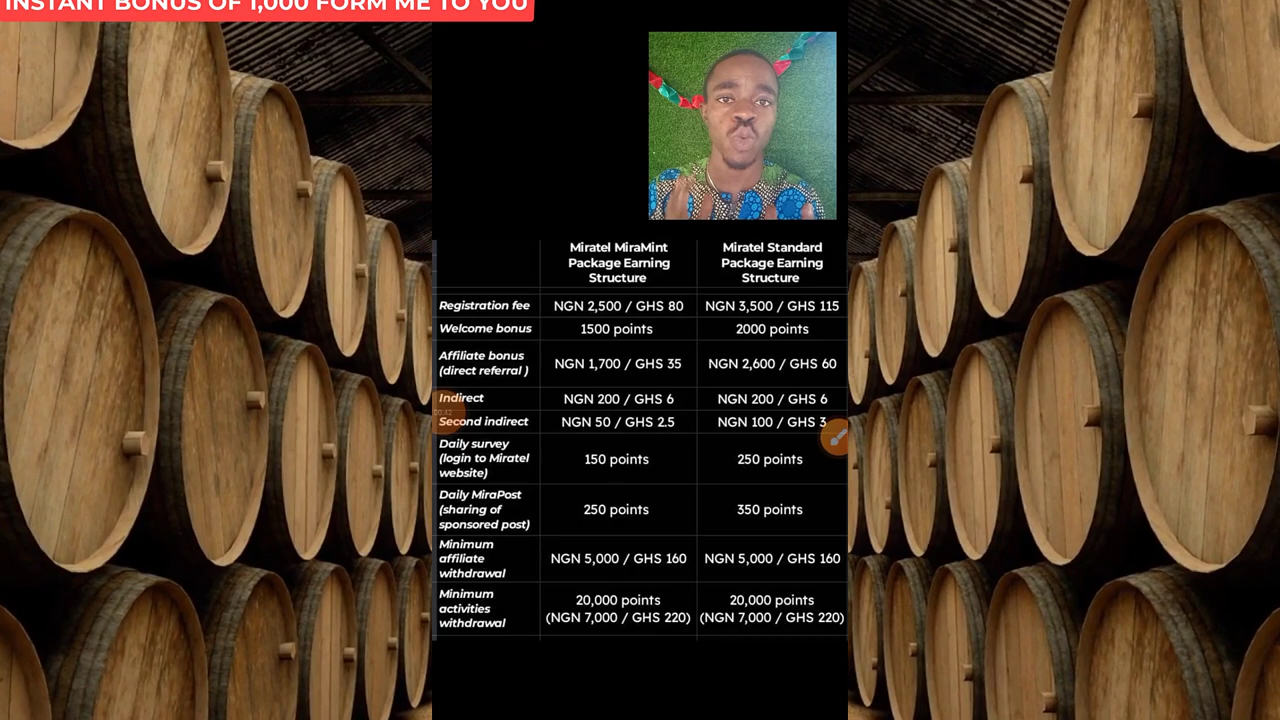 INSTANT BONUS OF 1,000 FORM ME TO YOU
Miratel MiraMint
Package Earning
Structure
Miratel Standard
Package Earning
Structure
Registration fee
NGN 2,500 / GHS 80
NGN 3,500 / GHS 115
Welcome bonus
1500 points
2000 points
Affiliate bonus
(direct referral )
NGN 1,700 / GHS 35
NGN 2,600 / GHS 60
Indirect
NGN 200 / GHS 6
NGN 200 / GHS 6
00:42
Second indirect
NGN 50 / GHS 2.5
NGN 100 / GHS 3
Daily survey
(login to Miratel
website)
150 points
250 points
Daily MiraPost
(sharing of
sponsored post)
250 points
350 points
Minimum
affiliate
withdrawal
NGN 5,000 / GHS 160
NGN 5,000 / GHS 160
Minimum
activities
withdrawal
20,000 points
(NGN 7,000 / GHS 220)
20,000 points
(NGN 7,000 / GHS 220)